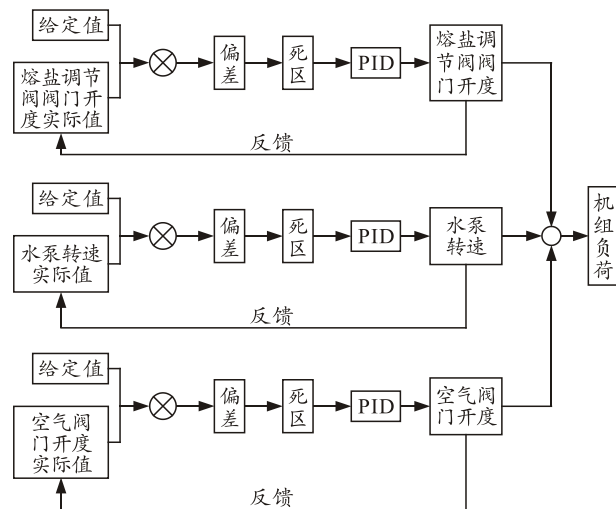 给定值
熔盐调节
阀阀门开
度实际值
偏
差
死
区
PID
熔盐调
节阀阀
门开度
反馈
给定值
水泵转速
实际值
偏
差
死
区
PID
水泵
转速
反馈
机
组
负
荷
给定值
空气阀
门开度
实际值
偏
差
死
区
PID
空气阀
门开度
反馈